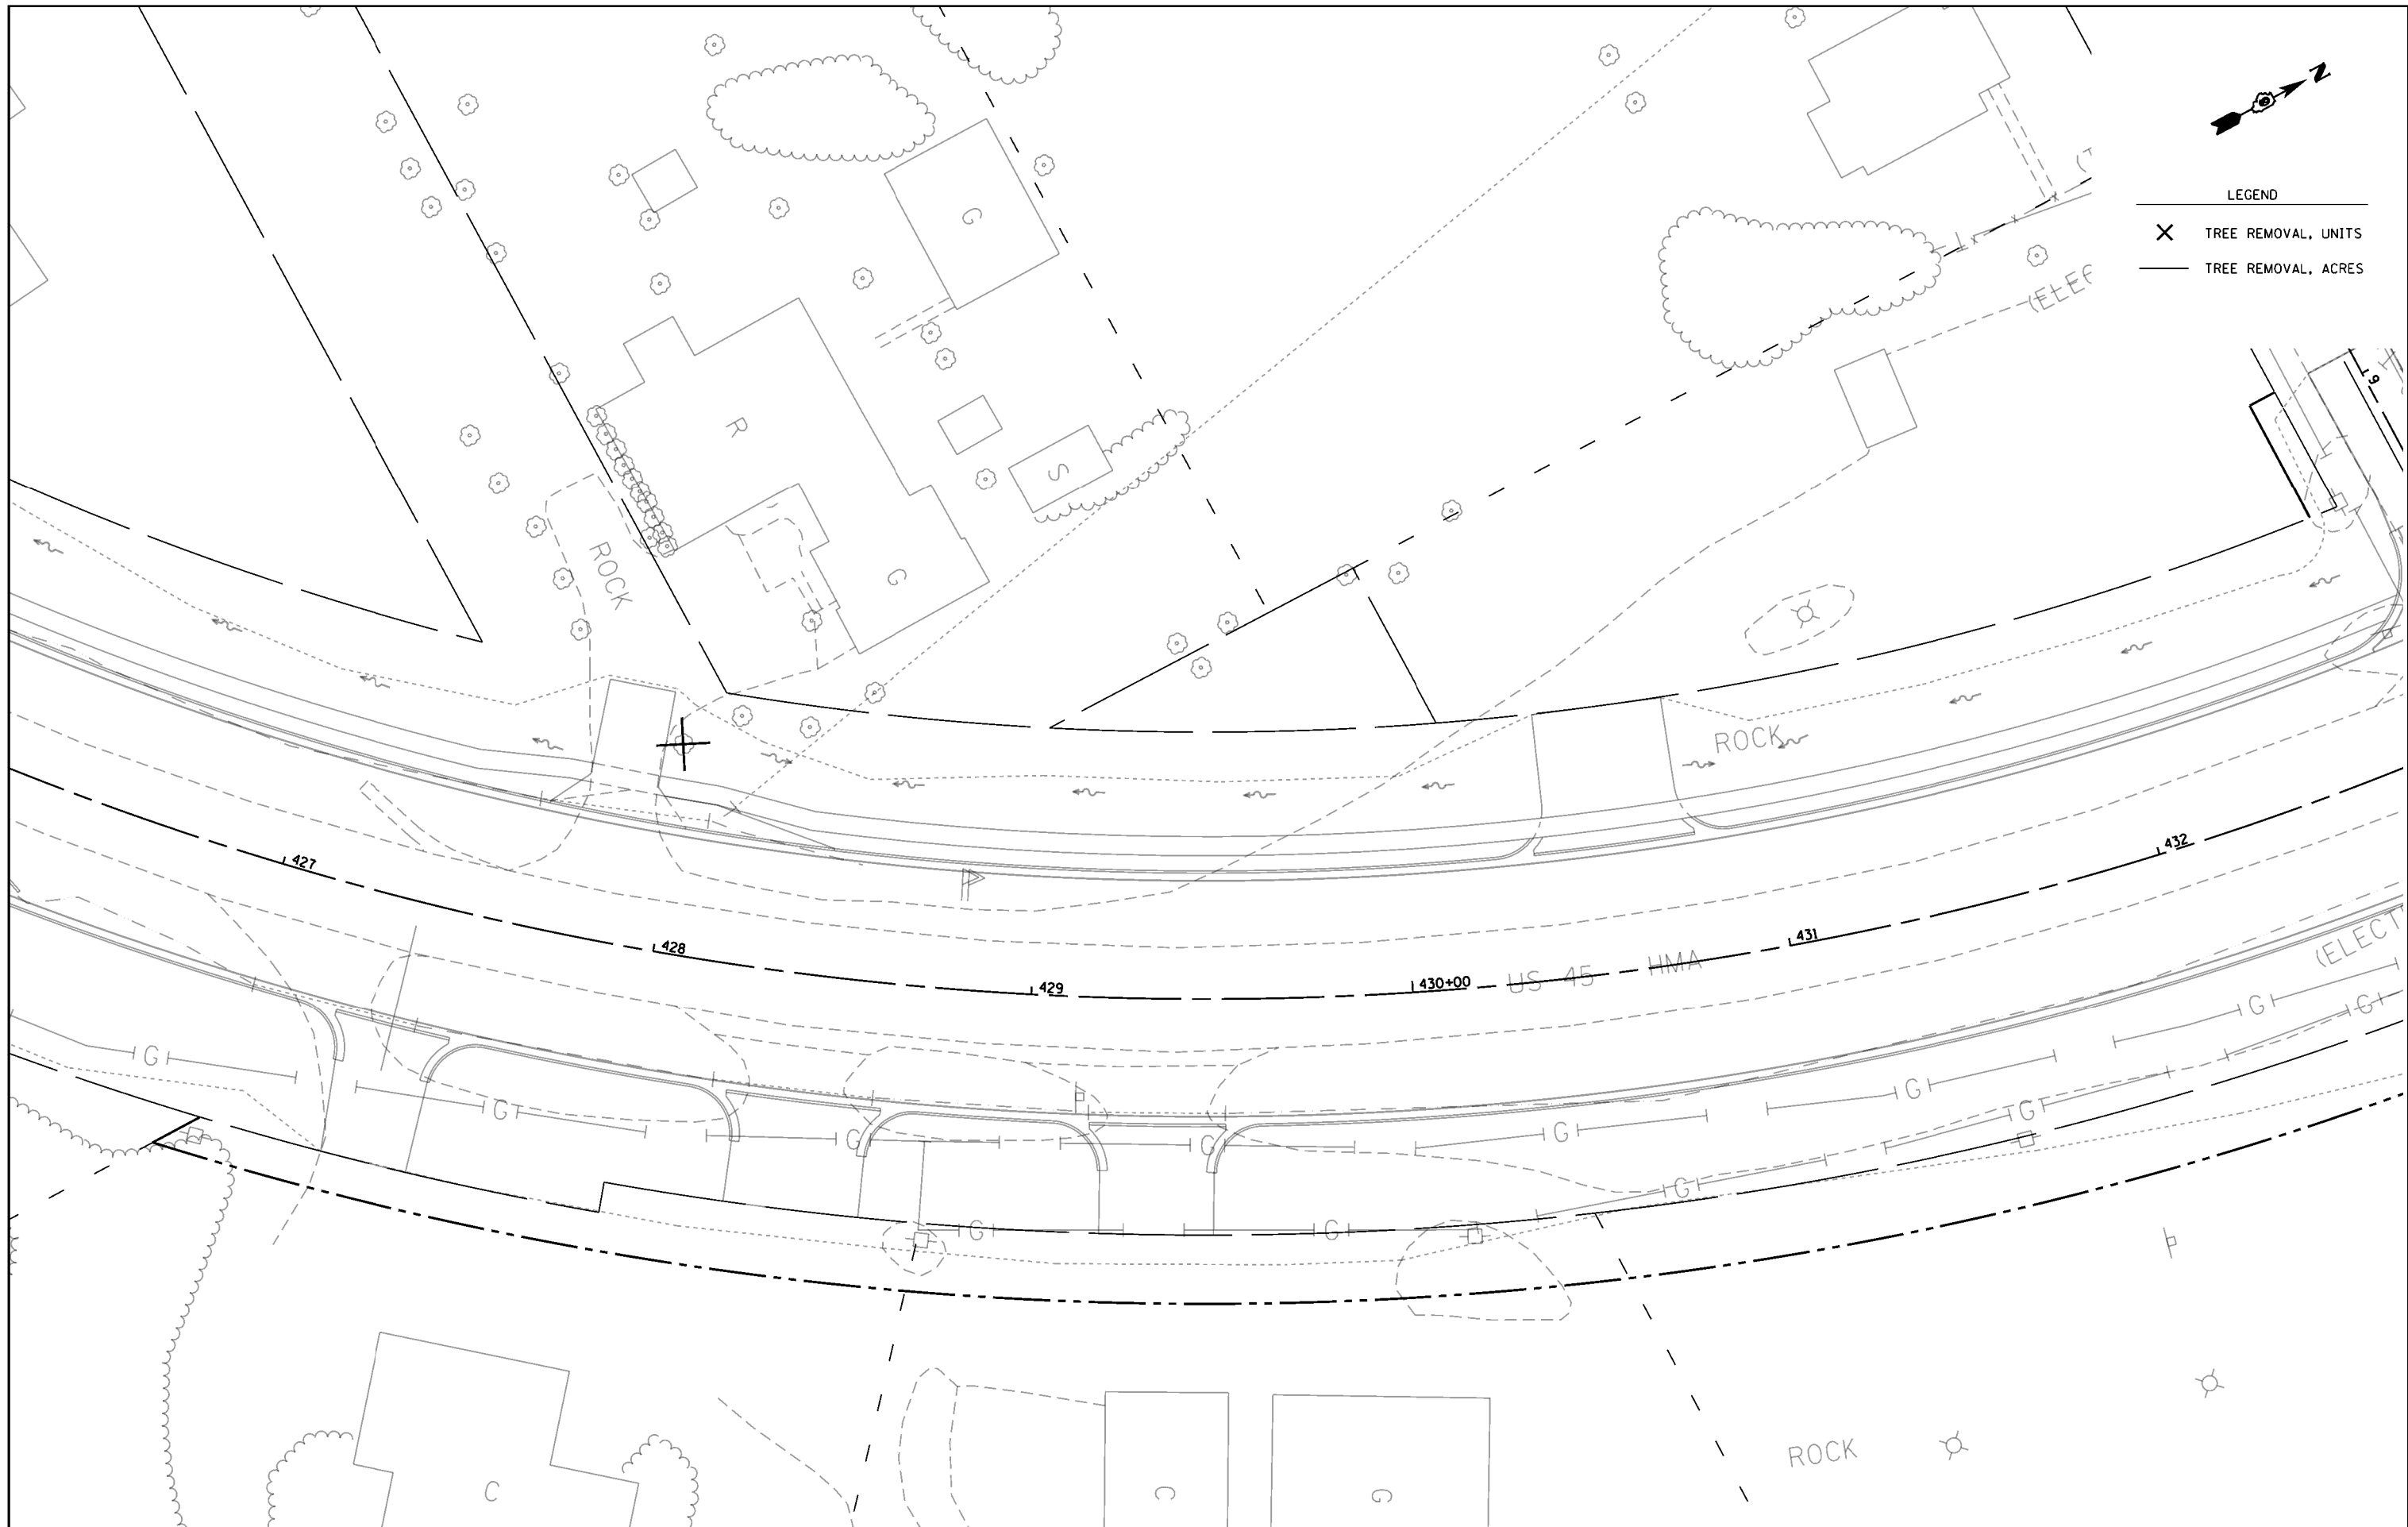 N
LEGEND
TREE REMOVAL, UNITS
TREE REMOVAL, ACRES
G
(ELEC
9
R
S
ROCK
G
ROCK
427
428
429
430+00
US 45 HMA
431
432
(ELECT
G
G
G
G
G
G
G
G
G
G
G
G
C
C
G
ROCK